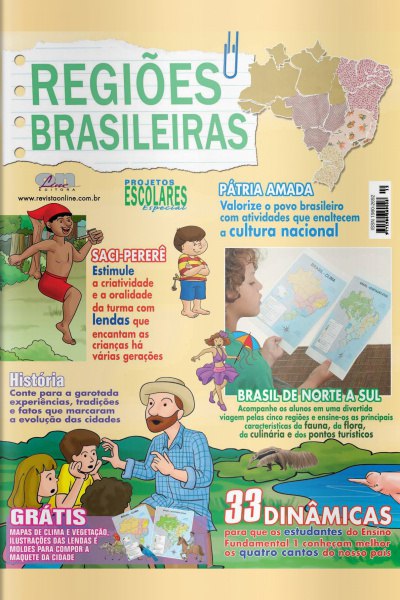 REGIÕES
BRASILEIRAS
On Line
EDITORA
www.revistaonline.com.br
PROJETOS
ESCOLARES
Especial
PÁTRIA AMADA
Valorize o povo brasileiro
com atividades que enaltecem
a cultura nacional
SACI-PERERÊ
Estimule
a criatividade
e a oralidade
da turma com
lendas que
encantam as
crianças há
várias gerações
BRASIL - CLIMA
História
Conte para a garotada
experiências, tradições
e fatos que marcaram
a evolução das cidades
BRASIL DE NORTE A SUL
Acompanhe os alunos em uma divertida
viagem pelas cinco regiões e ensine-os as principais
características da fauna, da flora,
da culinária e dos pontos turísticos
GRÁTIS
MAPAS DE CLIMA E VEGETAÇÃO,
ILUSTRAÇÕES DAS LENDAS E
MOLDES PARA COMPOR A
MAQUETE DA CIDADE
33 DINÂMICAS
para que os estudantes do Ensino
Fundamental 1 conheçam melhor
os quatro cantos do nosso país